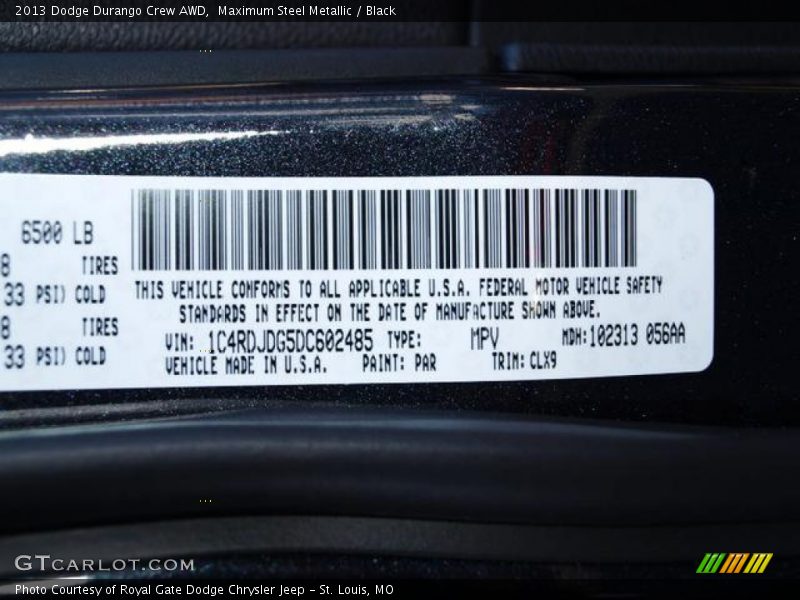 2013 Dodge Durango Crew AWD, Maximum Steel Metallic / Black
6500 LB
8 TIRES
33 PSI) COLD
8 TIRES
33 PSI) COLD
THIS VEHICLE CONFORMS TO ALL APPLICABLE U.S.A. FEDERAL MOTOR VEHICLE SAFETY
STANDARDS IN EFFECT ON THE DATE OF MANUFACTURE SHOWN ABOVE.
VIN: 1C4RDJDG5DC602485 TYPE: MPV MDH:102313 056AA
VEHICLE MADE IN U.S.A. PAINT: PAR TRIM: CLX9
GTCARLOT.COM
Photo Courtesy of Royal Gate Dodge Chrysler Jeep – St. Louis, MO